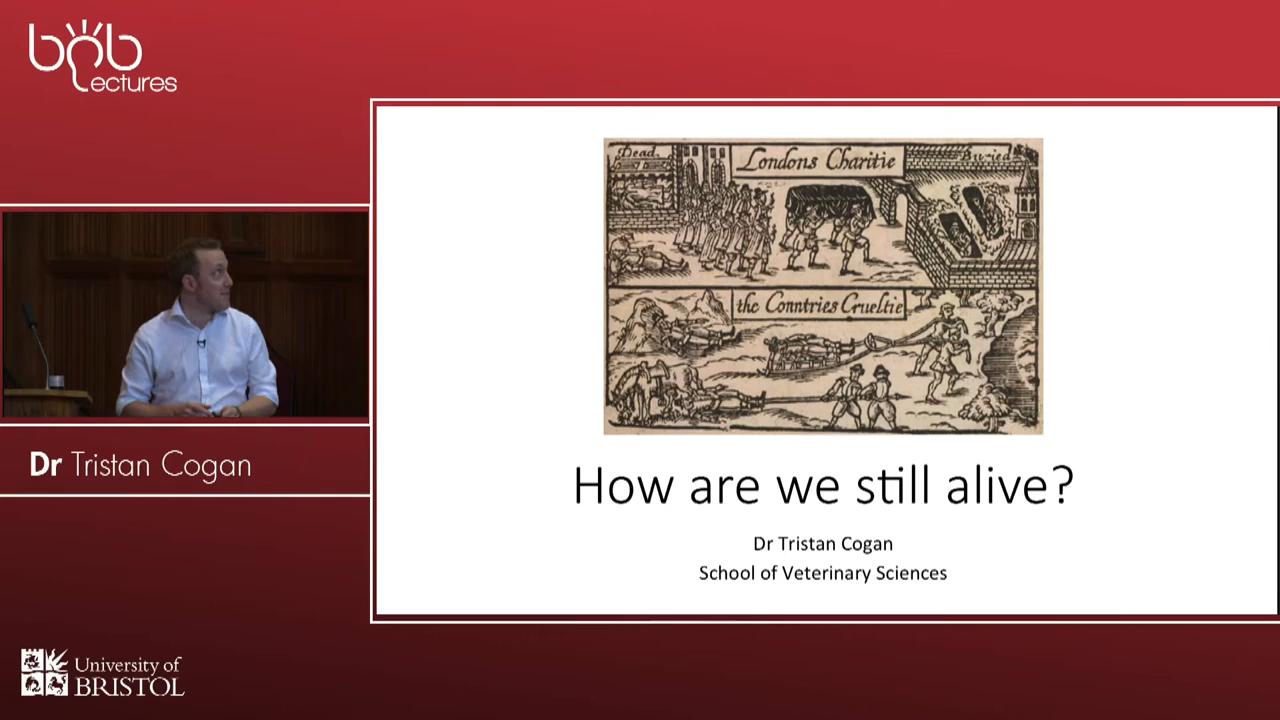 bob
Lectures
Dr Tristan Cogan
University of
BRISTOL
Dead.
Londons Charitie
Buried
the Conntries Crueltie
How are we still alive?
Dr Tristan Cogan
School of Veterinary Sciences